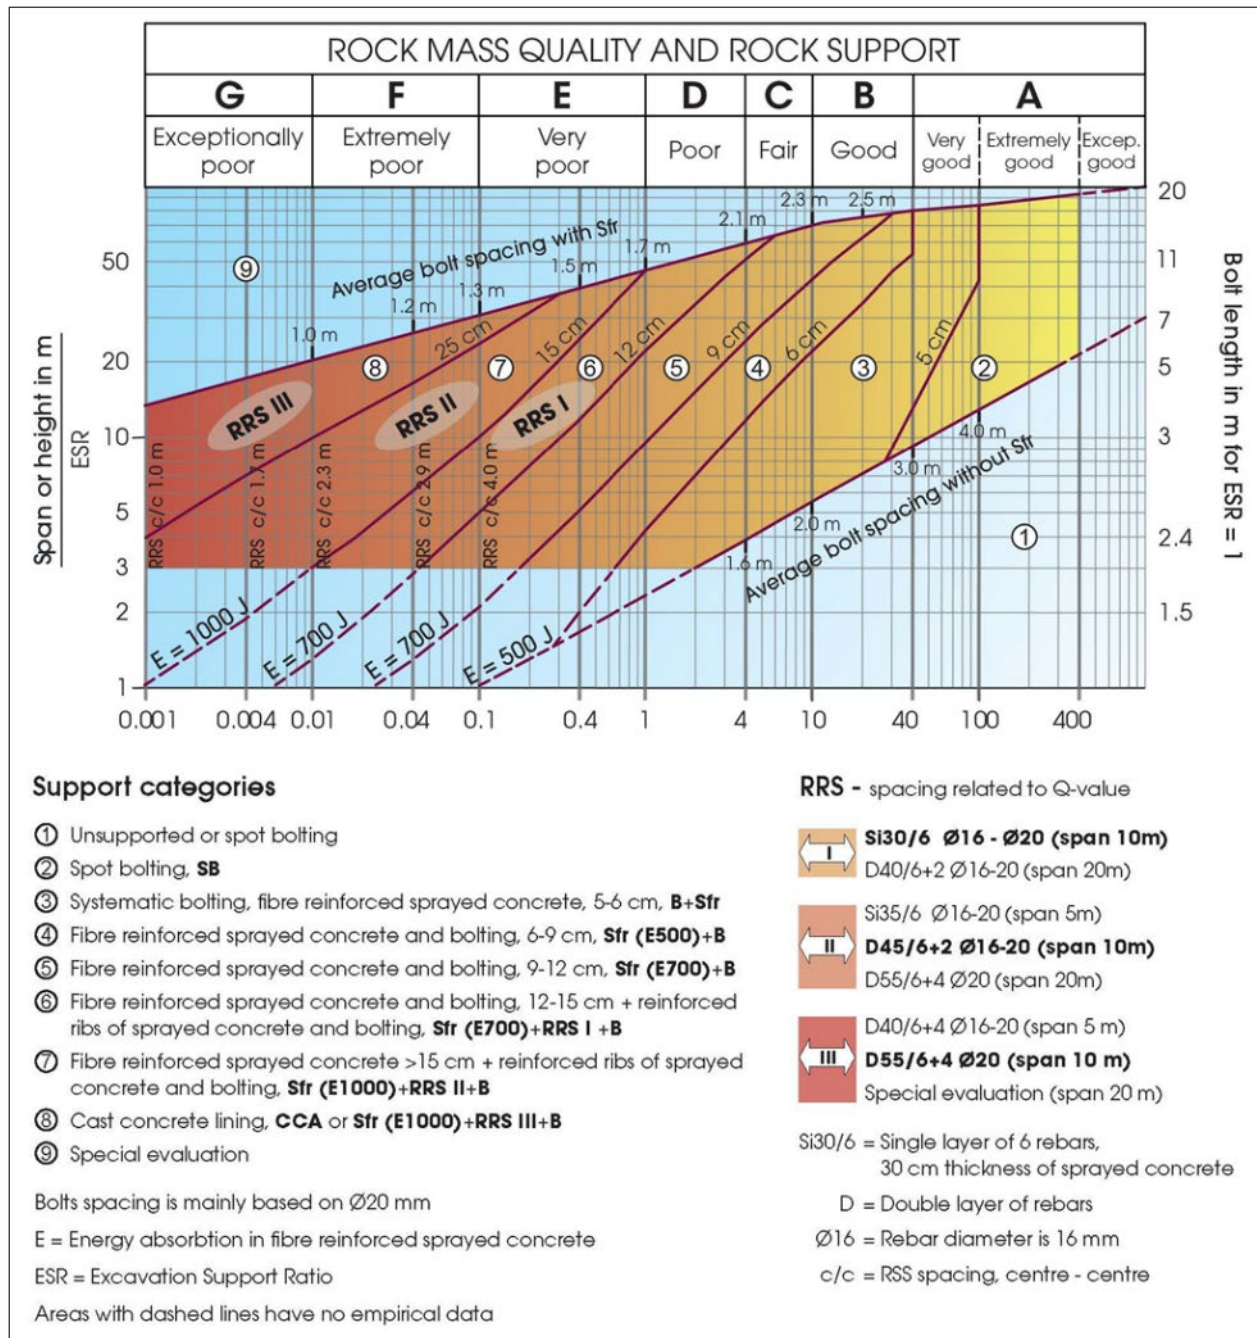 ROCK MASS QUALITY AND ROCK SUPPORT
G F E D C B A
Exceptionally poor
Extremely poor
Very poor
Poor
Fair
Good
Very good
Extremely good
Excep. good
Span or height in m
ESR
50
20
10
5
3
2
1
20
11
7
5
3
2.4
1.5
Bolt length in m for ESR = 1
9
Average bolt spacing with Sfr
1.0 m
1.2 m
1.3 m
1.5 m
1.7 m
2.1 m
2.3 m
2.5 m
25 cm
15 cm
12 cm
9 cm
6 cm
5 cm
8
7
6
5
4
3
2
1
RRS III
RRS II
RRS I
RRS c/c 1.0 m
RRS c/c 1.7 m
RRS c/c 2.3 m
RRS c/c 2.9 m
RRS c/c 4.0 m
4.0 m
3.0 m
2.0 m
1.6 m
Average bolt spacing without Sfr
E = 1000 J
E = 700 J
E = 700 J
E = 500 J
0.001 0.004 0.01 0.04 0.1 0.4 1 4 10 40 100 400
Support categories
① Unsupported or spot bolting
② Spot bolting, SB
③ Systematic bolting, fibre reinforced sprayed concrete, 5-6 cm, B+Sfr
④ Fibre reinforced sprayed concrete and bolting, 6-9 cm, Sfr (E500)+B
⑤ Fibre reinforced sprayed concrete and bolting, 9-12 cm, Sfr (E700)+B
⑥ Fibre reinforced sprayed concrete and bolting, 12-15 cm + reinforced
ribs of sprayed concrete and bolting, Sfr (E700)+RRS I +B
⑦ Fibre reinforced sprayed concrete >15 cm + reinforced ribs of sprayed
concrete and bolting, Sfr (E1000)+RRS II+B
⑧ Cast concrete lining, CCA or Sfr (E1000)+RRS III+B
⑨ Special evaluation
Bolts spacing is mainly based on Ø20 mm
E = Energy absorbtion in fibre reinforced sprayed concrete
ESR = Excavation Support Ratio
Areas with dashed lines have no empirical data
RRS - spacing related to Q-value
I
Si30/6 Ø16 - Ø20 (span 10m)
D40/6+2 Ø16-20 (span 20m)
II
Si35/6 Ø16-20 (span 5m)
D45/6+2 Ø16-20 (span 10m)
D55/6+4 Ø20 (span 20m)
III
D40/6+4 Ø16-20 (span 5 m)
D55/6+4 Ø20 (span 10 m)
Special evaluation (span 20 m)
Si30/6 = Single layer of 6 rebars,
30 cm thickness of sprayed concrete
D = Double layer of rebars
Ø16 = Rebar diameter is 16 mm
c/c = RSS spacing, centre - centre